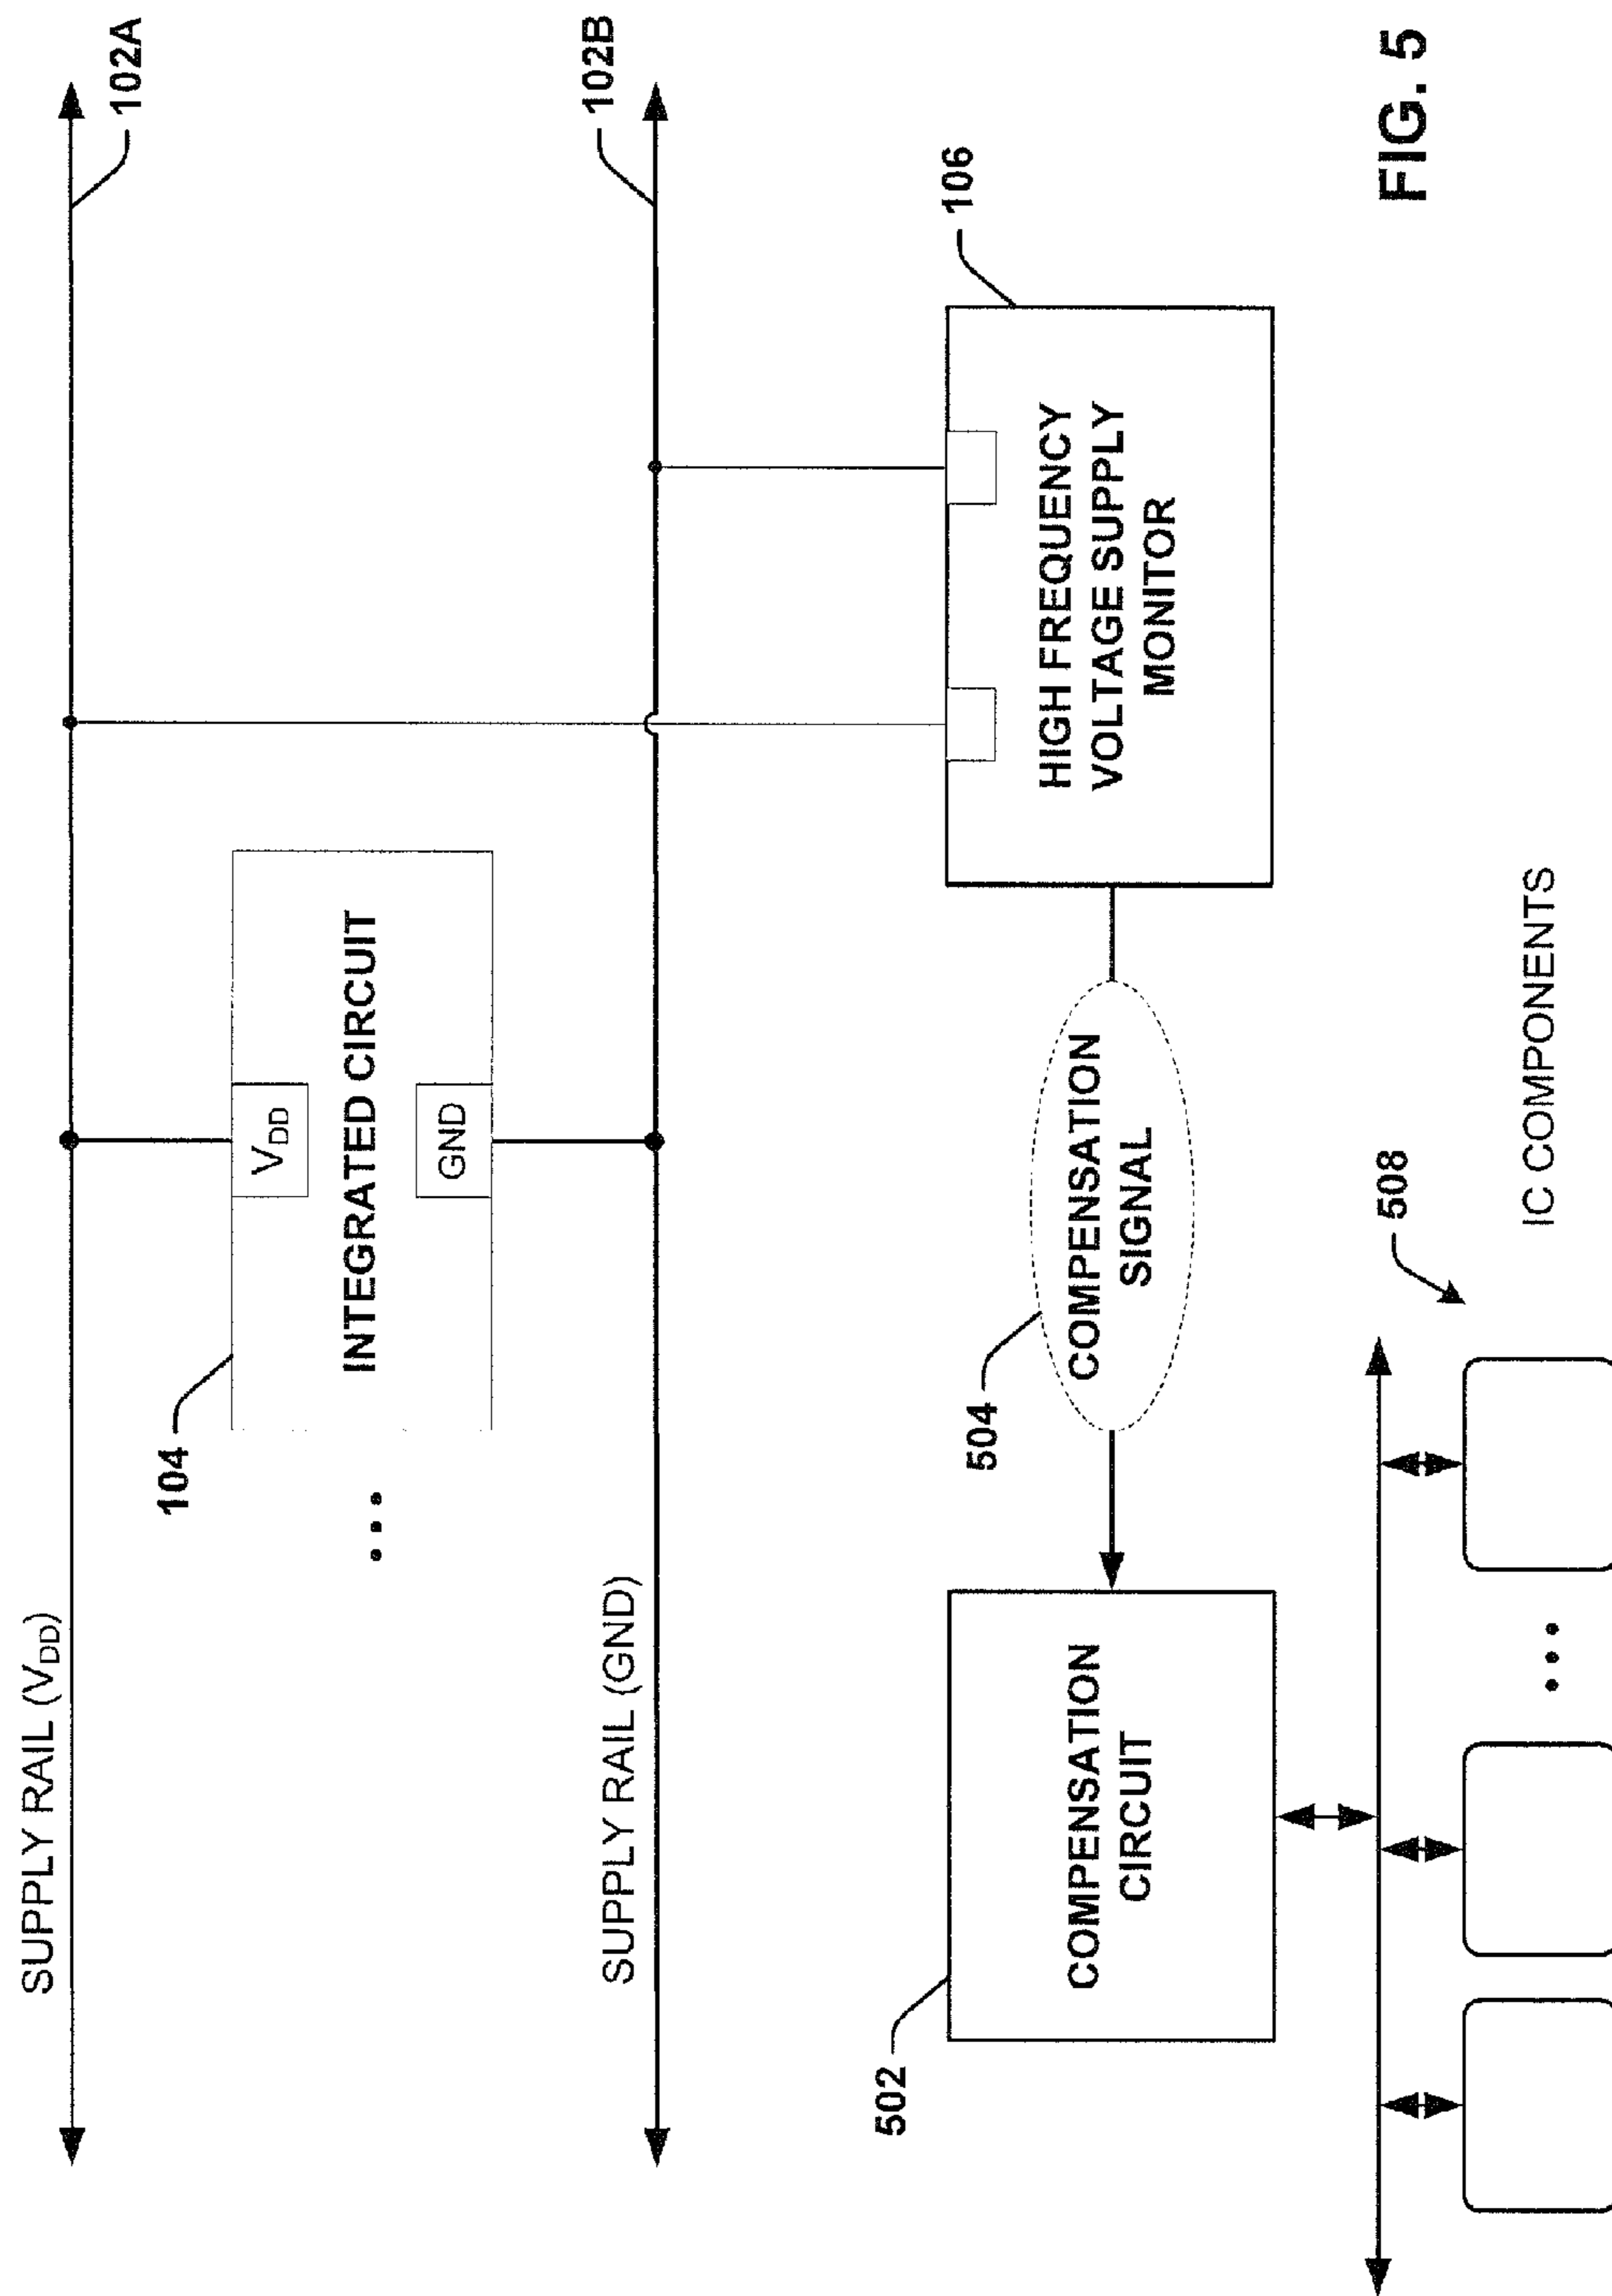 SUPPLY RAIL (VDD)
102A
104
VDD
INTEGRATED CIRCUIT
GND
...
SUPPLY RAIL (GND)
102B
106
HIGH FREQUENCY
VOLTAGE SUPPLY
MONITOR
504
COMPENSATION
SIGNAL
502
COMPENSATION
CIRCUIT
508
...
IC COMPONENTS
FIG. 5